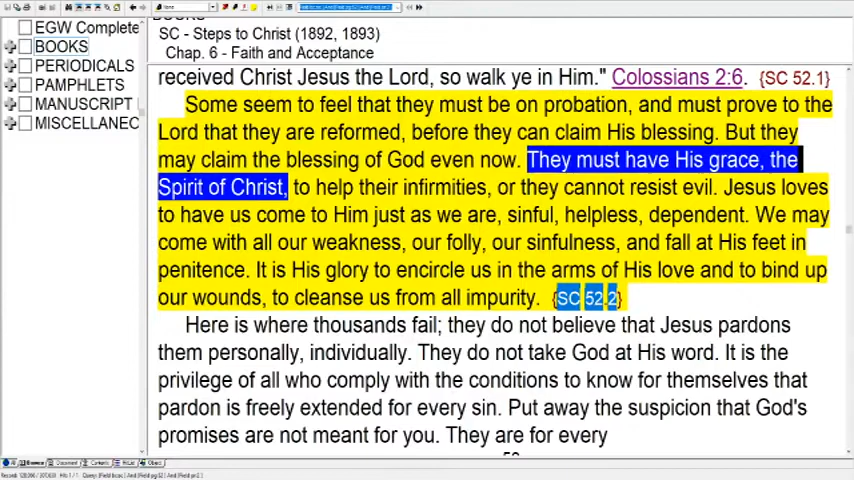 EGW Complete
BOOKS
PERIODICALS
PAMPHLETS
MANUSCRIPT
MISCELLANEC
BOOKS
SC - Steps to Christ (1892, 1893)
Chap. 6 - Faith and Acceptance
received Christ Jesus the Lord, so walk ye in Him." Colossians 2:6. {SC 52.1}
Some seem to feel that they must be on probation, and must prove to the
Lord that they are reformed, before they can claim His blessing. But they
may claim the blessing of God even now. They must have His grace, the
Spirit of Christ, to help their infirmities, or they cannot resist evil. Jesus loves
to have us come to Him just as we are, sinful, helpless, dependent. We may
come with all our weakness, our folly, our sinfulness, and fall at His feet in
penitence. It is His glory to encircle us in the arms of His love and to bind up
our wounds, to cleanse us from all impurity. {SC 52.2}
Here is where thousands fail; they do not believe that Jesus pardons
them personally, individually. They do not take God at His word. It is the
privilege of all who comply with the conditions to know for themselves that
pardon is freely extended for every sin. Put away the suspicion that God's
promises are not meant for you. They are for every
All Browse Document Contents HitList Object